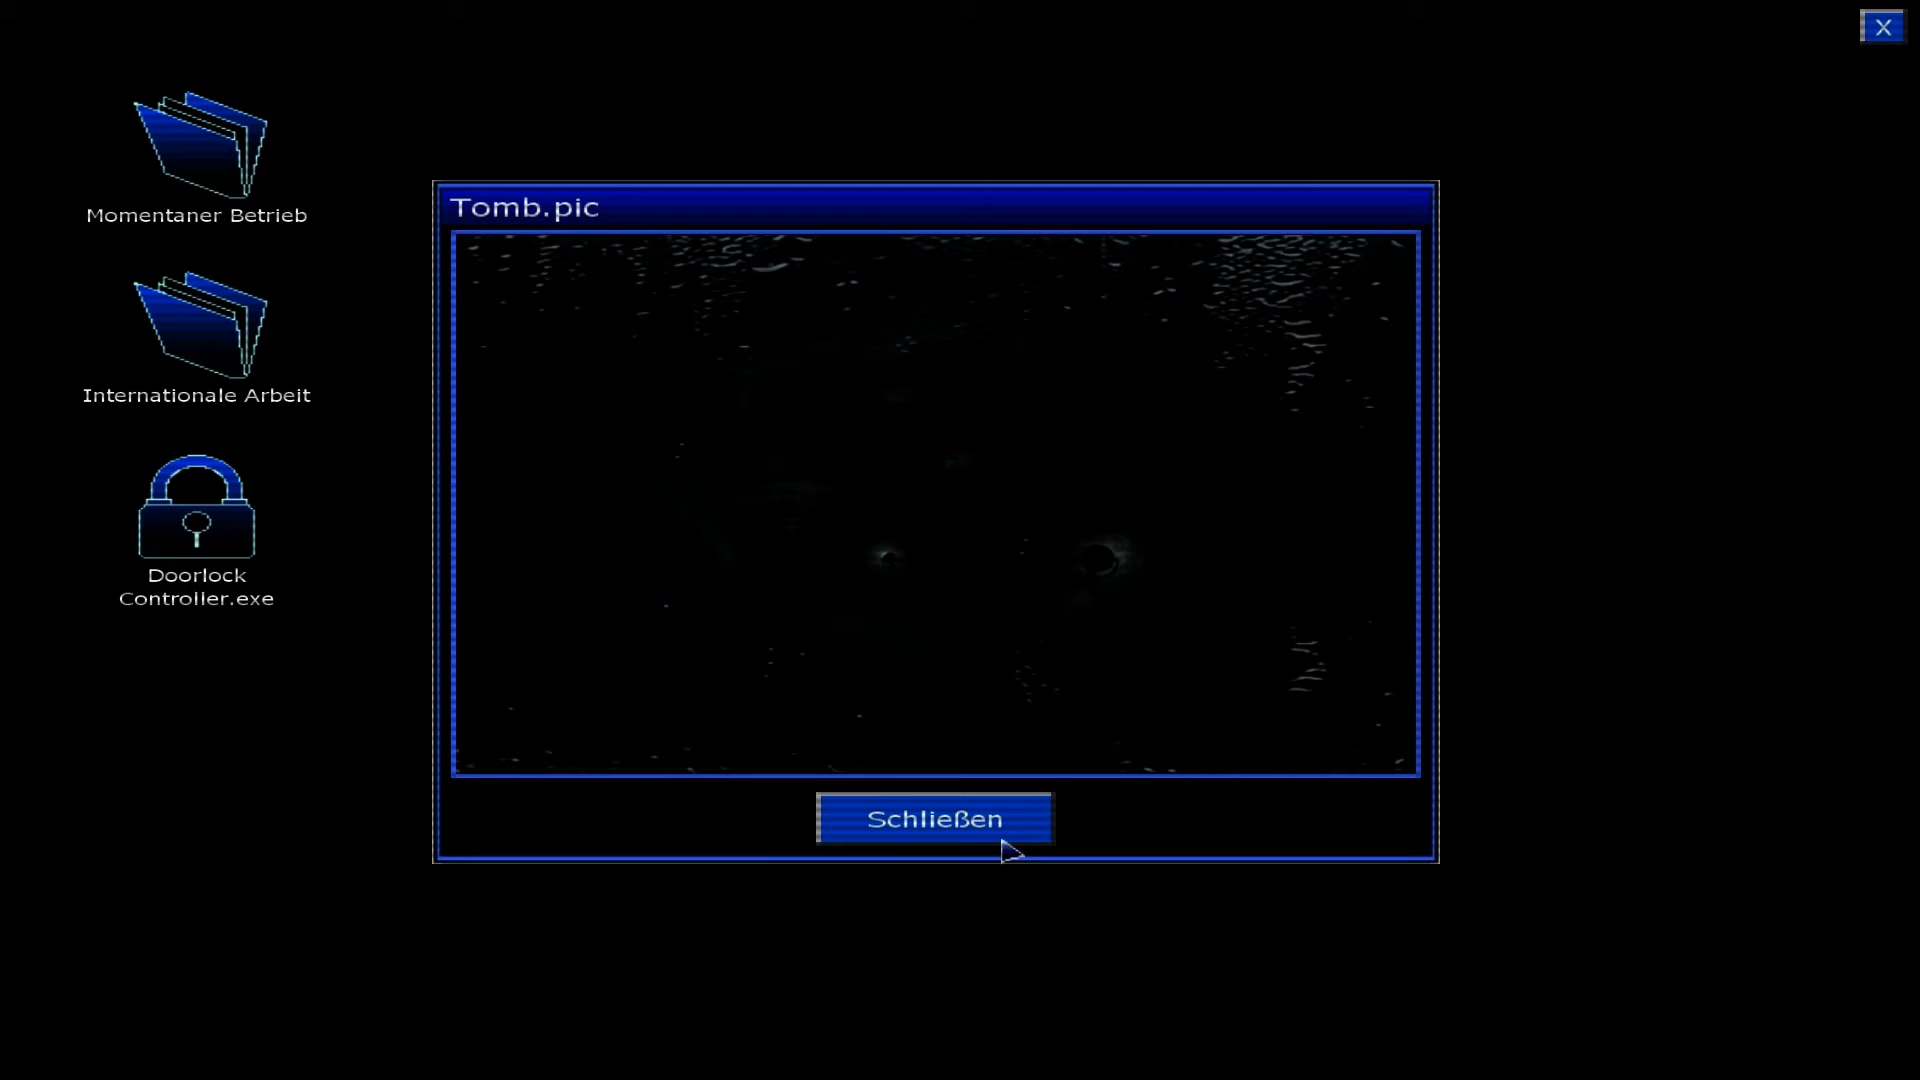 X
Momentaner Betrieb
Internationale Arbeit
Doorlock
Controller.exe
Tomb.pic
Schließen